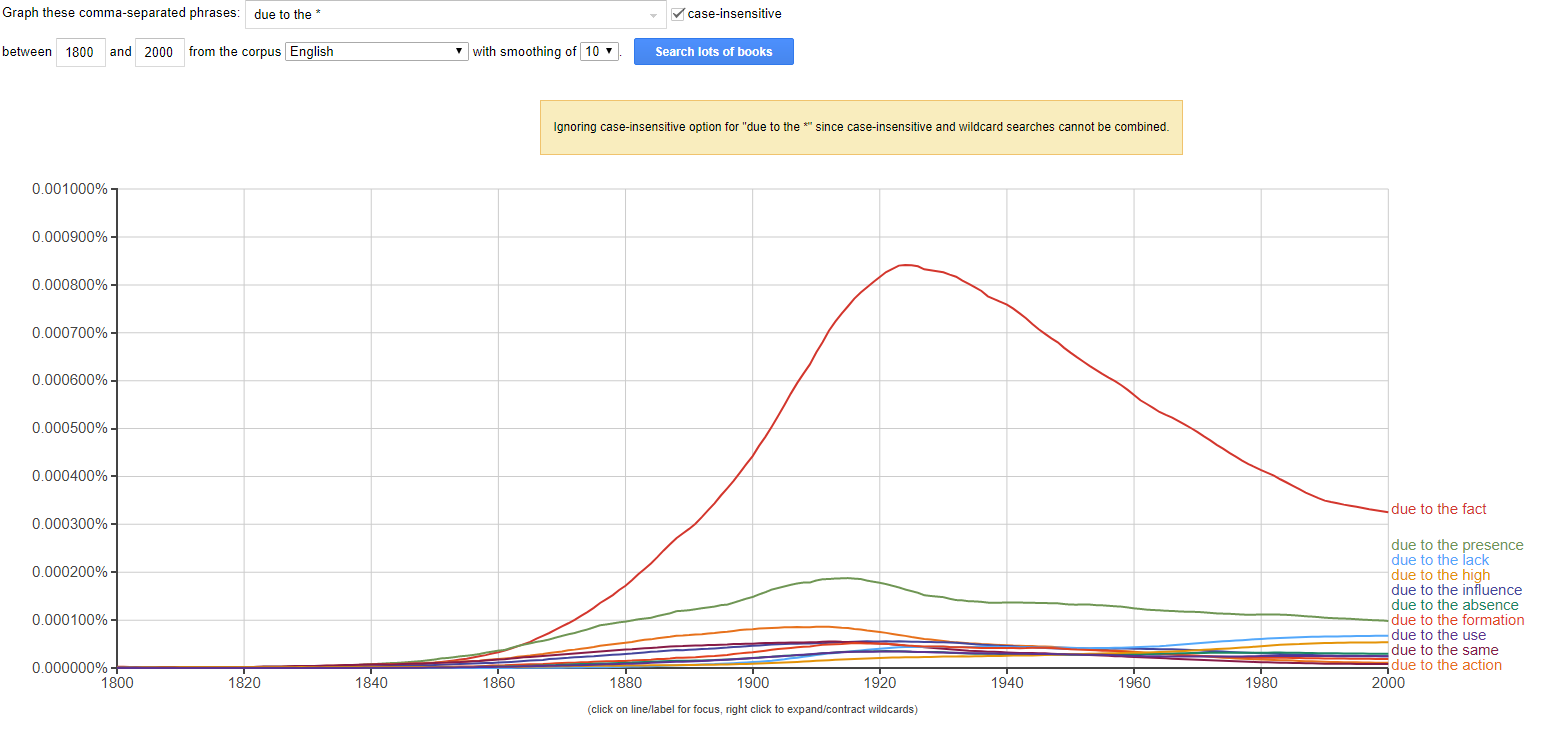 Graph these comma-separated phrases: due to the * case-insensitive
between 1800 and 2000 from the corpus English with smoothing of 10 . Search lots of books
Ignoring case-insensitive option for "due to the *" since case-insensitive and wildcard searches cannot be combined.
0.001000%
0.000900%
0.000800%
0.000700%
0.000600%
0.000500%
0.000400%
0.000300%
0.000200%
0.000100%
0.000000%
due to the fact
due to the presence
due to the lack
due to the high
due to the influence
due to the absence
due to the formation
due to the use
due to the same
due to the action
1800 1820 1840 1860 1880 1900 1920 1940 1960 1980 2000
(click on line/label for focus, right click to expand/contract wildcards)